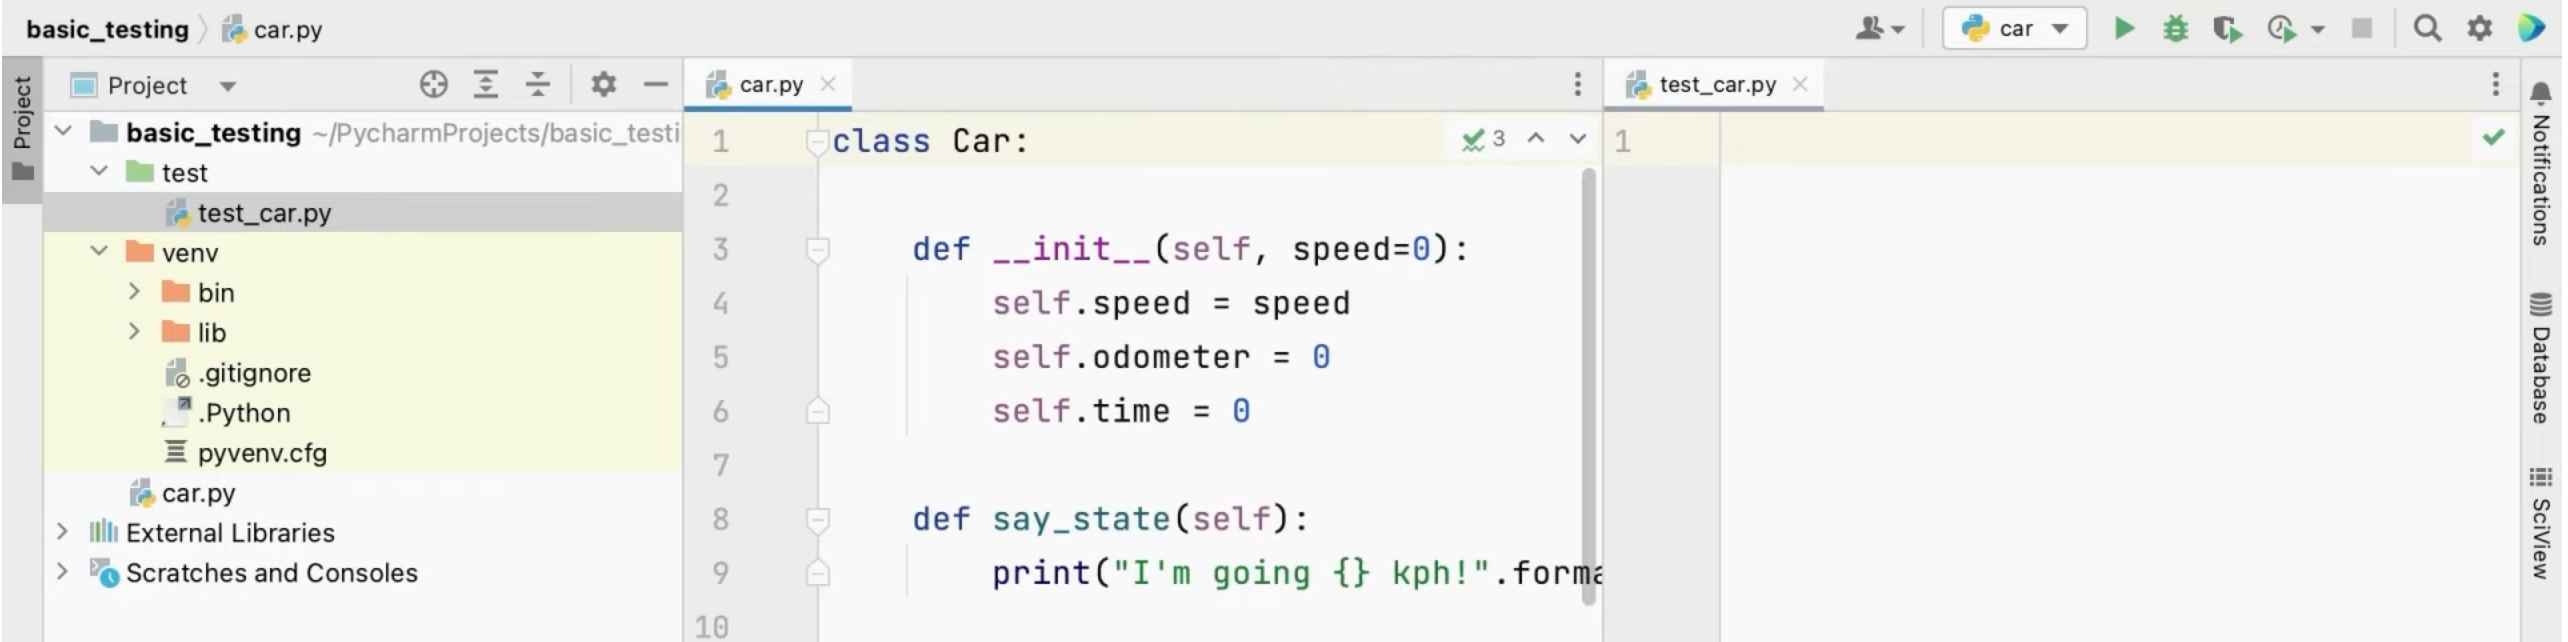 basic_testing car.py
car
Project
Project
basic_testing ~/PycharmProjects/basic_testi
test
test_car.py
venv
bin
lib
.gitignore
.Python
pyvenv.cfg
car.py
External Libraries
Scratches and Consoles
car.py
3
1 class Car:
2
3 def __init__(self, speed=0):
4 self.speed = speed
5 self.odometer = 0
6 self.time = 0
7
8 def say_state(self):
9 print("I'm going {} kph!".forma
10
test_car.py
1
Notifications
Database
SciView